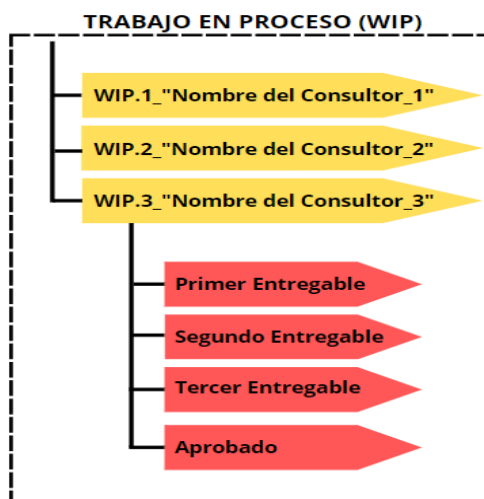 TRABAJO EN PROCESO (WIP)
WIP.1_"Nombre del Consultor_1"
WIP.2_"Nombre del Consultor_2"
WIP.3_"Nombre del Consultor_3"
Primer Entregable
Segundo Entregable
Tercer Entregable
Aprobado